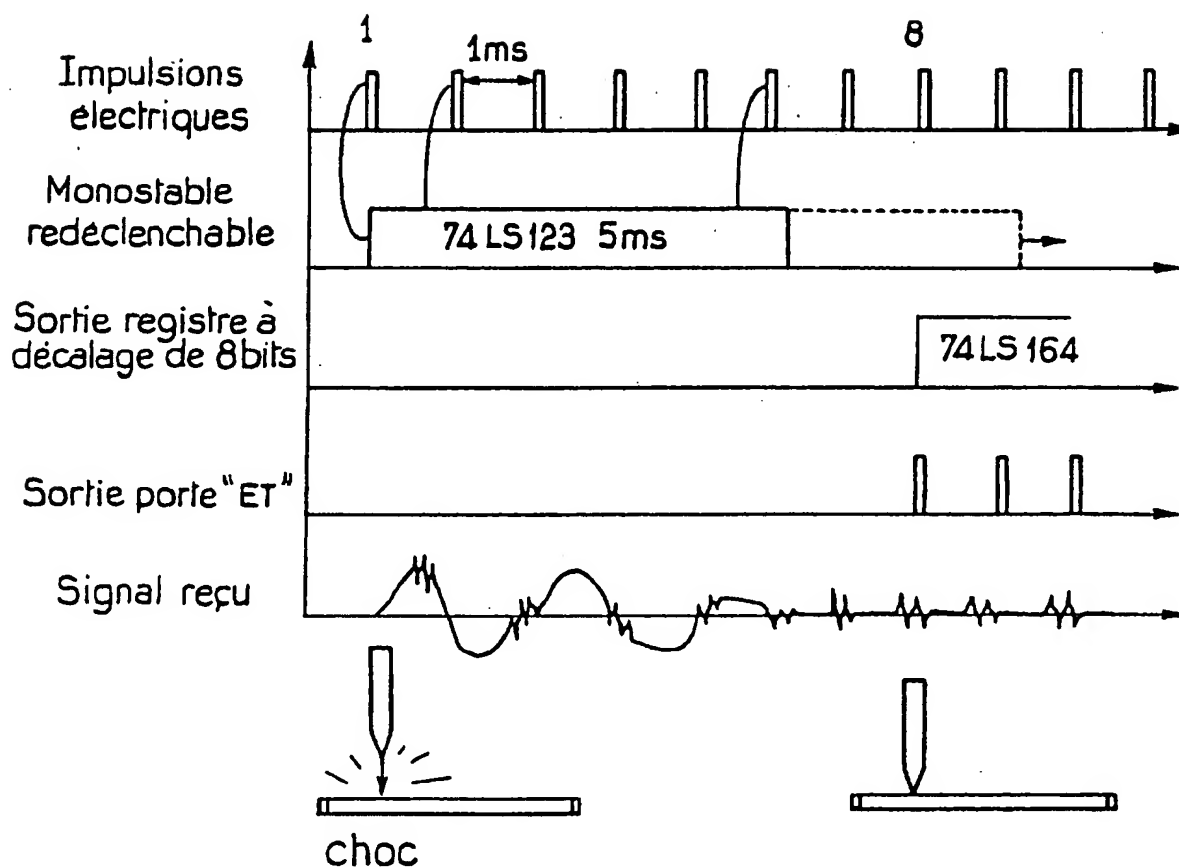 1
8
1ms
Impulsions
électriques
Monostable
redéclenchable
74 LS 123 5ms
Sortie registre à
décalage de 8bits
74 LS 164
Sortie porte "ET"
Signal reçu
choc